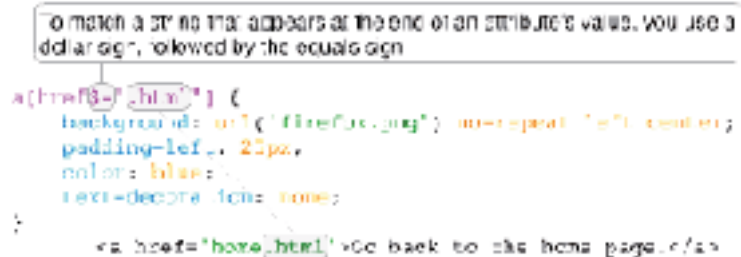 To match a string that appears at the end of an attribute's value, you use a
dollar sign, followed by the equals sign
a[href$=".html"] {
background: url("firefox.png") no-repeat left center;
padding-left: 25px;
color: blue;
text-decoration: none;
}
<a href="home.html">Go back to the home page.</a>